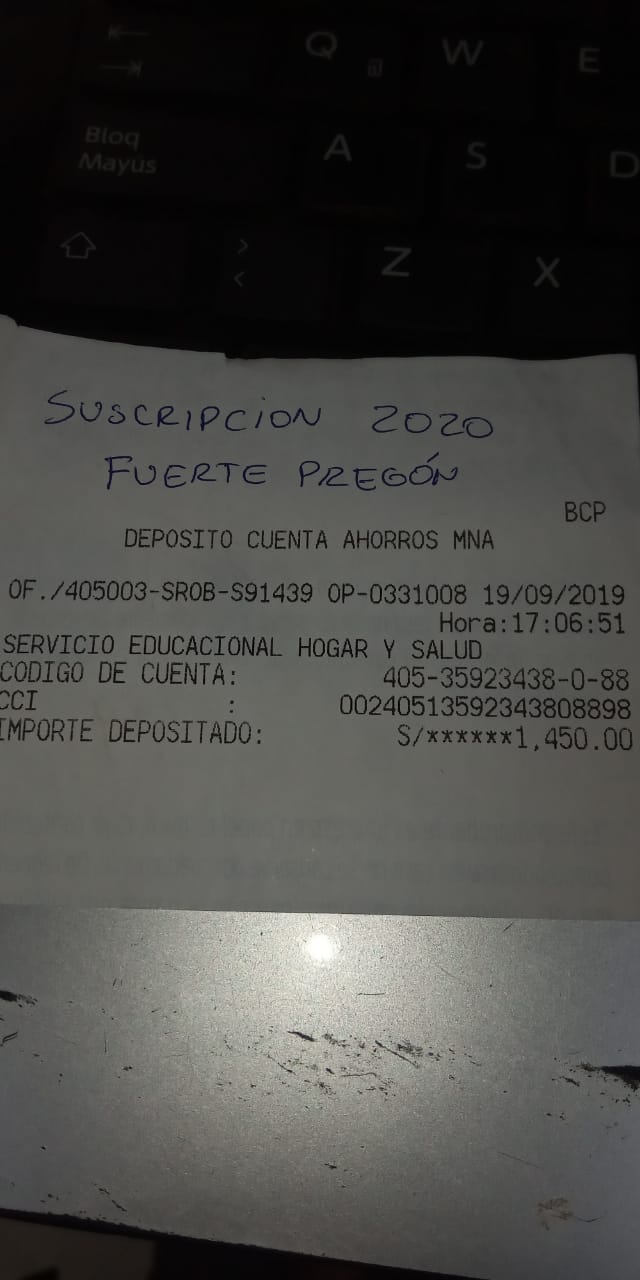 Q W E
Bloq
Mayús
A S D
> 
<
Z X
SUSCRIPCION 2020
FUERTE PREGÓN
BCP
DEPOSITO CUENTA AHORROS MNA
OF./405003-SROB-S91439 OP-0331008 19/09/2019
Hora:17:06:51
SERVICIO EDUCACIONAL HOGAR Y SALUD
CODIGO DE CUENTA: 405-35923438-0-88
CCI : 00240513592343808898
IMPORTE DEPOSITADO: S/******1,450.00